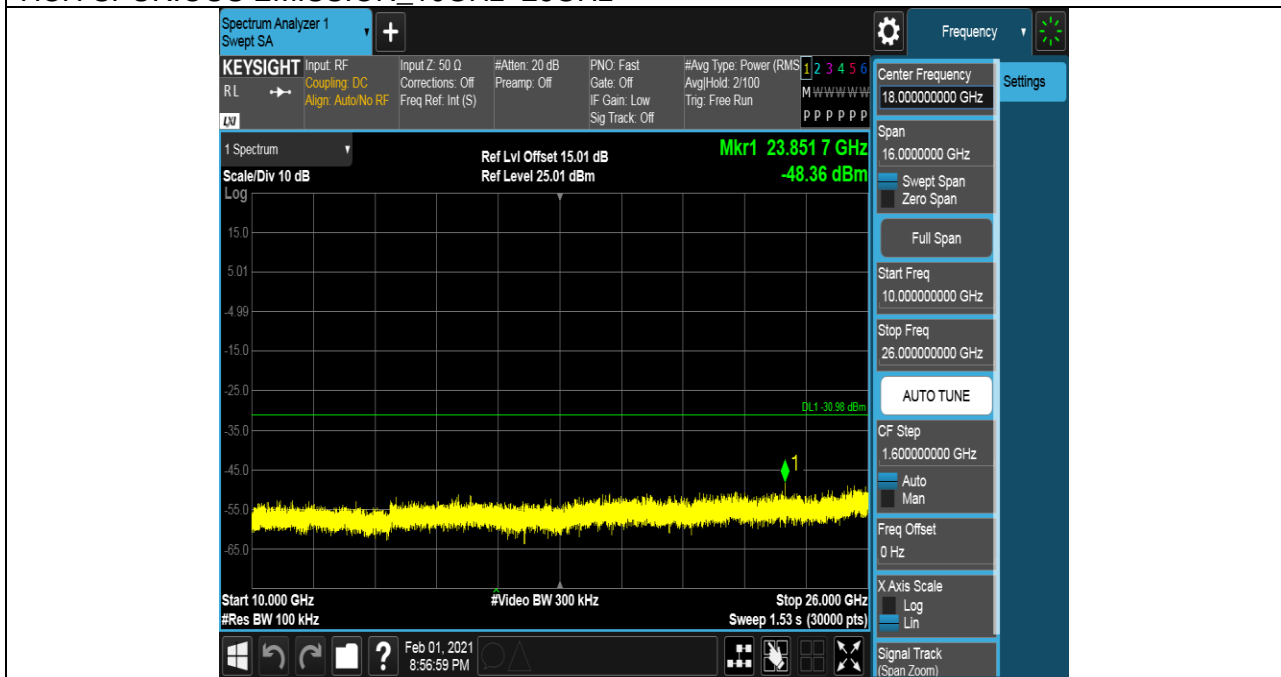 Spectrum Analyzer 1
Swept SA
+
Frequency
KEYSIGHT
RL
LXI
Input: RF
Coupling: DC
Align: Auto/No RF
Input Z: 50 Ω
Corrections: Off
Freq Ref: Int (S)
#Atten: 20 dB
Preamp: Off
PNO: Fast
Gate: Off
IF Gain: Low
Sig Track: Off
#Avg Type: Power (RMS
Avg|Hold: 2/100
Trig: Free Run
1 2 3 4 5 6
M W W W W W
P P P P P P
1 Spectrum
Scale/Div 10 dB
Log
Ref Lvl Offset 15.01 dB
Ref Level 25.01 dBm
Mkr1 23.851 7 GHz
-48.36 dBm
15.0
5.01
-4.99
-15.0
-25.0
DL1 -30.98 dBm
-35.0
1
-45.0
-55.0
-65.0
Start 10.000 GHz
#Video BW 300 kHz
Stop 26.000 GHz
#Res BW 100 kHz
Sweep 1.53 s (30000 pts)
?
Feb 01, 2021
8:56:59 PM
Center Frequency
18.000000000 GHz
Span
16.0000000 GHz
Swept Span
Zero Span
Full Span
Start Freq
10.000000000 GHz
Stop Freq
26.000000000 GHz
AUTO TUNE
CF Step
1.600000000 GHz
Auto
Man
Freq Offset
0 Hz
X Axis Scale
Log
Lin
Signal Track
(Span Zoom)
Settings